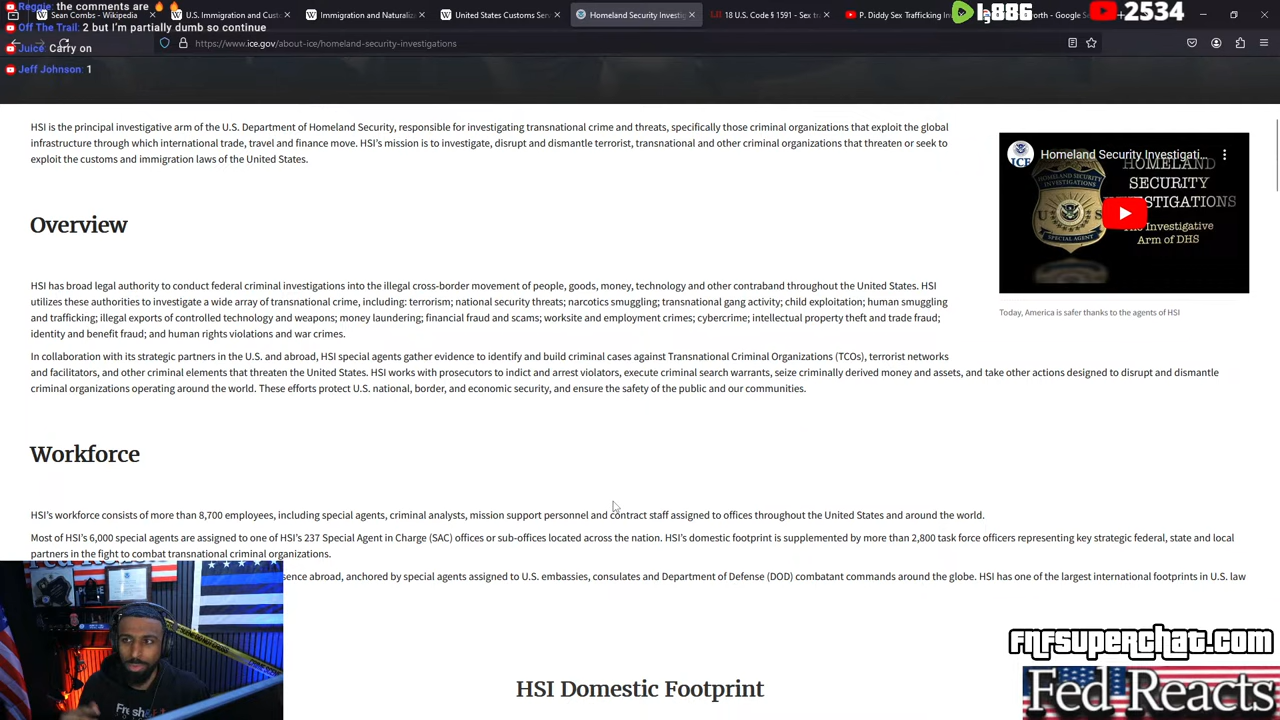 Reggie: the comments are 🔥 🔥
Sean Combs - Wikipedia
U.S. Immigration and Custo
Immigration and Naturaliz
United States Customs Ser
Homeland Security Investig
Sex
P. Diddy
Trafficking Inv
orth - Google Se
1,886
2534
Off The Trail: 2 but I'm partially dumb so continue
Juice: Carry on
https://www.ice.gov/about-ice/homeland-security-investigations
Jeff Johnson: 1
HSI is the principal investigative arm of the U.S. Department of Homeland Security, responsible for investigating transnational crime and threats, specifically those criminal organizations that exploit the global
infrastructure through which international trade, travel and finance move. HSI's mission is to investigate, disrupt and dismantle terrorist, transnational and other criminal organizations that threaten or seek to
exploit the customs and immigration laws of the United States.
ICE
Homeland Security Investigati...
HOMELAND
SECURITY
INVESTIGATIONS
The Investigative
Arm of DHS
HOMELAND SECURITY
INVESTIGATIONS
U S
SPECIAL AGENT
Today, America is safer thanks to the agents of HSI
Overview
HSI has broad legal authority to conduct federal criminal investigations into the illegal cross-border movement of people, goods, money, technology and other contraband throughout the United States. HSI
utilizes these authorities to investigate a wide array of transnational crime, including: terrorism; national security threats; narcotics smuggling; transnational gang activity; child exploitation; human smuggling
and trafficking; illegal exports of controlled technology and weapons; money laundering; financial fraud and scams; worksite and employment crimes; cybercrime; intellectual property theft and trade fraud;
identity and benefit fraud; and human rights violations and war crimes.
In collaboration with its strategic partners in the U.S. and abroad, HSI special agents gather evidence to identify and build criminal cases against Transnational Criminal Organizations (TCOs), terrorist networks
and facilitators, and other criminal elements that threaten the United States. HSI works with prosecutors to indict and arrest violators, execute criminal search warrants, seize criminally derived money and assets, and take other actions designed to disrupt and dismantle
criminal organizations operating around the world. These efforts protect U.S. national, border, and economic security, and ensure the safety of the public and our communities.
Workforce
HSI's workforce consists of more than 8,700 employees, including special agents, criminal analysts, mission support personnel and contract staff assigned to offices throughout the United States and around the world.
Most of HSI's 6,000 special agents are assigned to one of HSI's 237 Special Agent in Charge (SAC) offices or sub-offices located across the nation. HSI's domestic footprint is supplemented by more than 2,800 task force officers representing key strategic federal, state and local
partners in the fight to combat transnational criminal organizations.
sence abroad, anchored by special agents assigned to U.S. embassies, consulates and Department of Defense (DOD) combatant commands around the globe. HSI has one of the largest international footprints in U.S. law
HSI Domestic Footprint
FNFSUPERCHAT.COM
Fed Reacts
Fresh